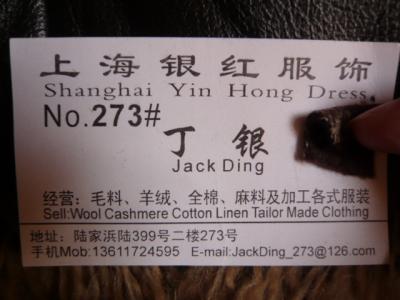 上海银红服饰
Shanghai Yin Hong Dress
No.273#
丁 银
Jack Ding
经营：毛料、羊绒、全棉、麻料及加工各式服装
Sell:Wool Cashmere Cotton Linen Tailor Made Clothing
地址：陆家浜陆399号二楼273号
手机Mob:13611724595 E-mail:JackDing_273@126.com